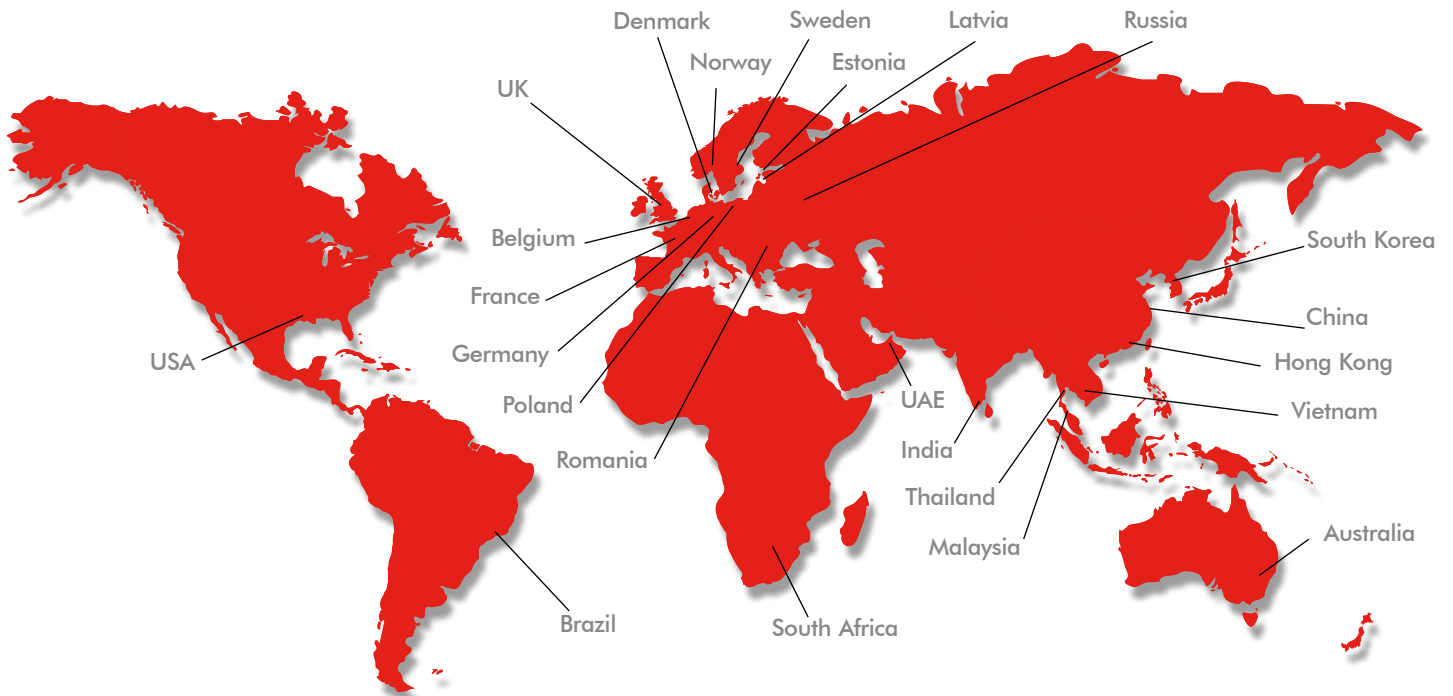 Denmark
Sweden
Latvia
Russia
Norway
Estonia
UK
Belgium
South Korea
France
China
USA
Germany
Hong Kong
Poland
UAE
Vietnam
Romania
India
Thailand
Malaysia
Australia
Brazil
South Africa